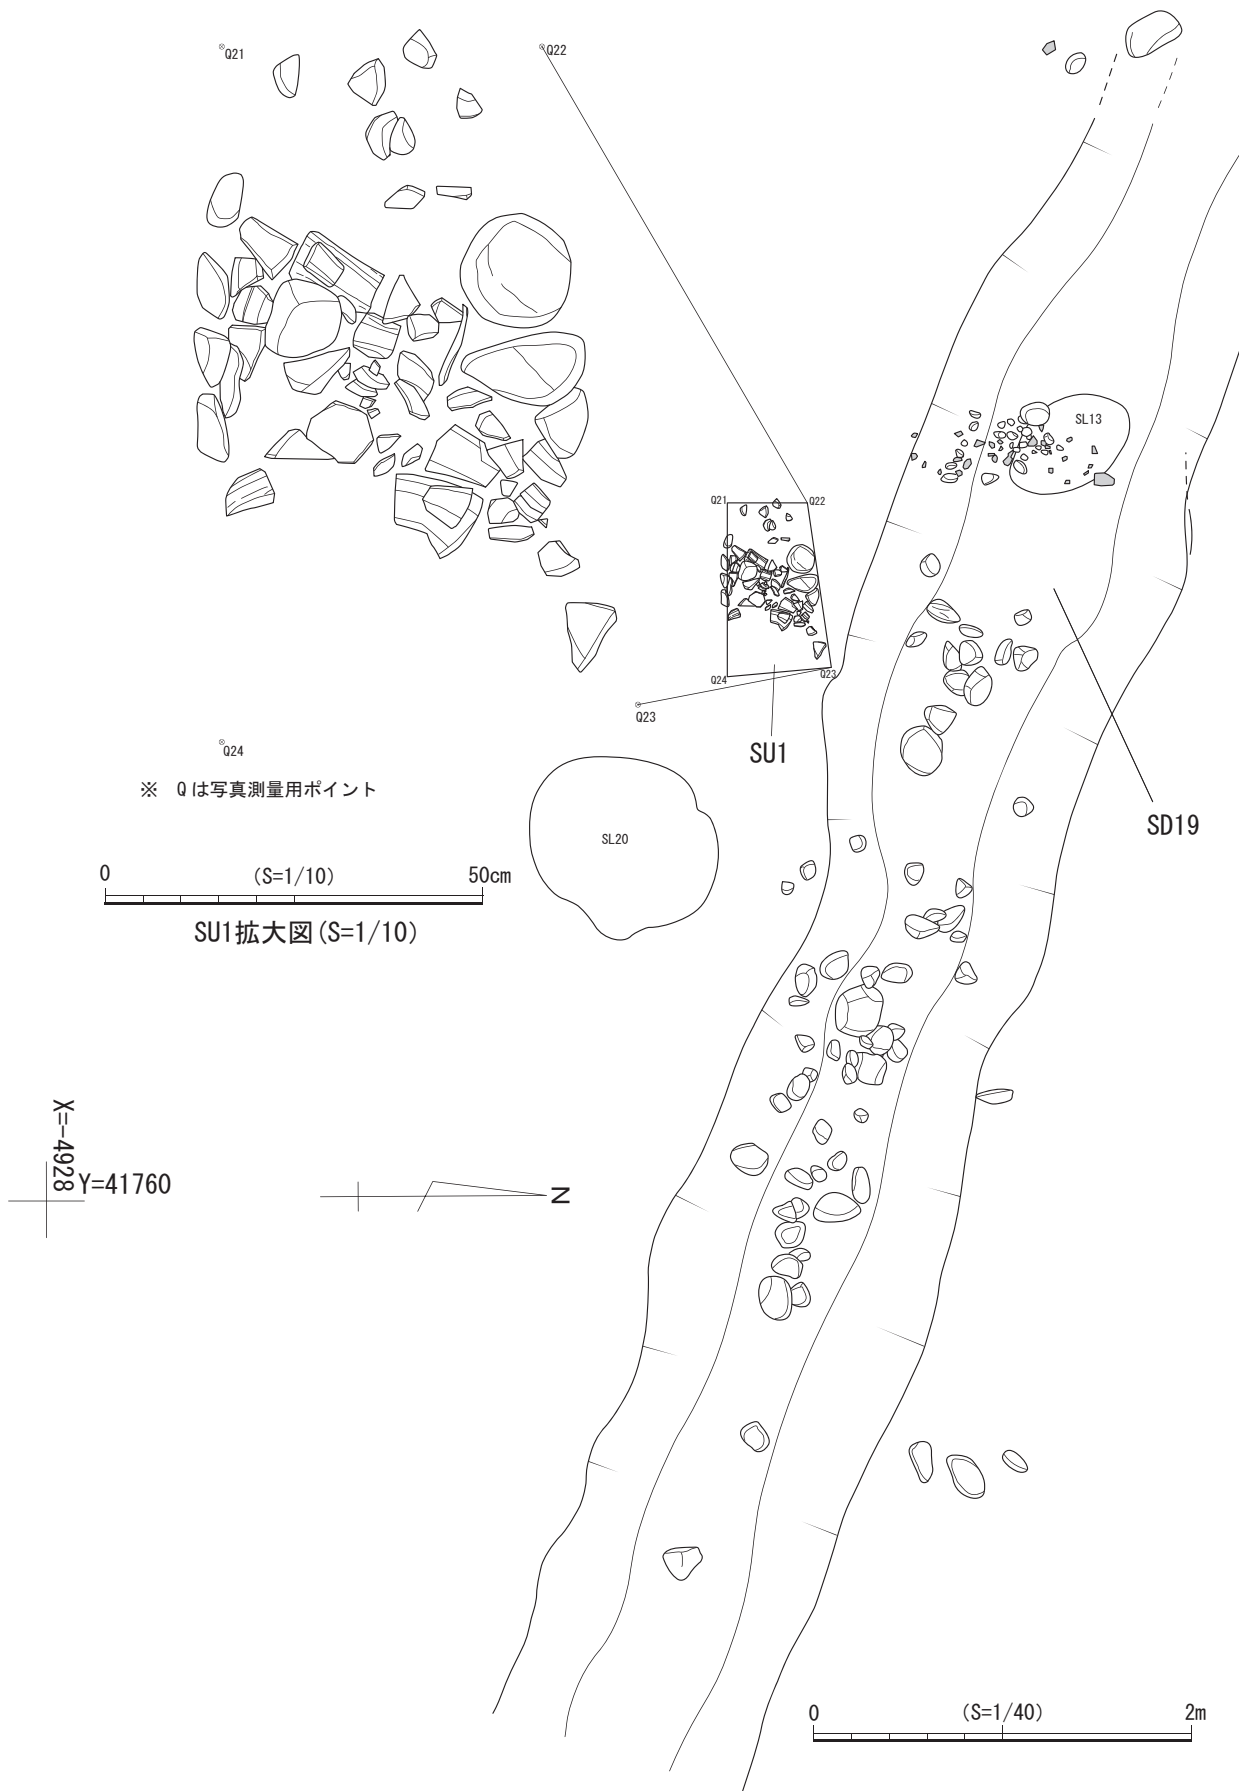 Q21
Q22
SL13
Q21
Q22
Q24
Q23
Q23
SU1
Q24
※　Qは写真測量用ポイント
SD19
SL20
0 (S=1/10) 50cm
SU1拡大図(S=1/10)
X=-4928
Y=41760
N
0 (S=1/40) 2m